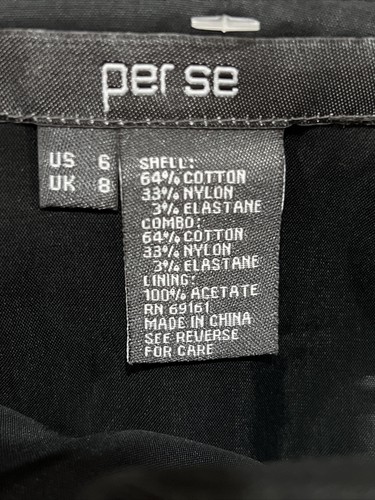 per se
US 6
UK 8
SHELL:
64% COTTON
33% NYLON
3% ELASTANE
COMBO:
64% COTTON
33% NYLON
3% ELASTANE
LINING:
100% ACETATE
RN 69161
MADE IN CHINA
SEE REVERSE
FOR CARE